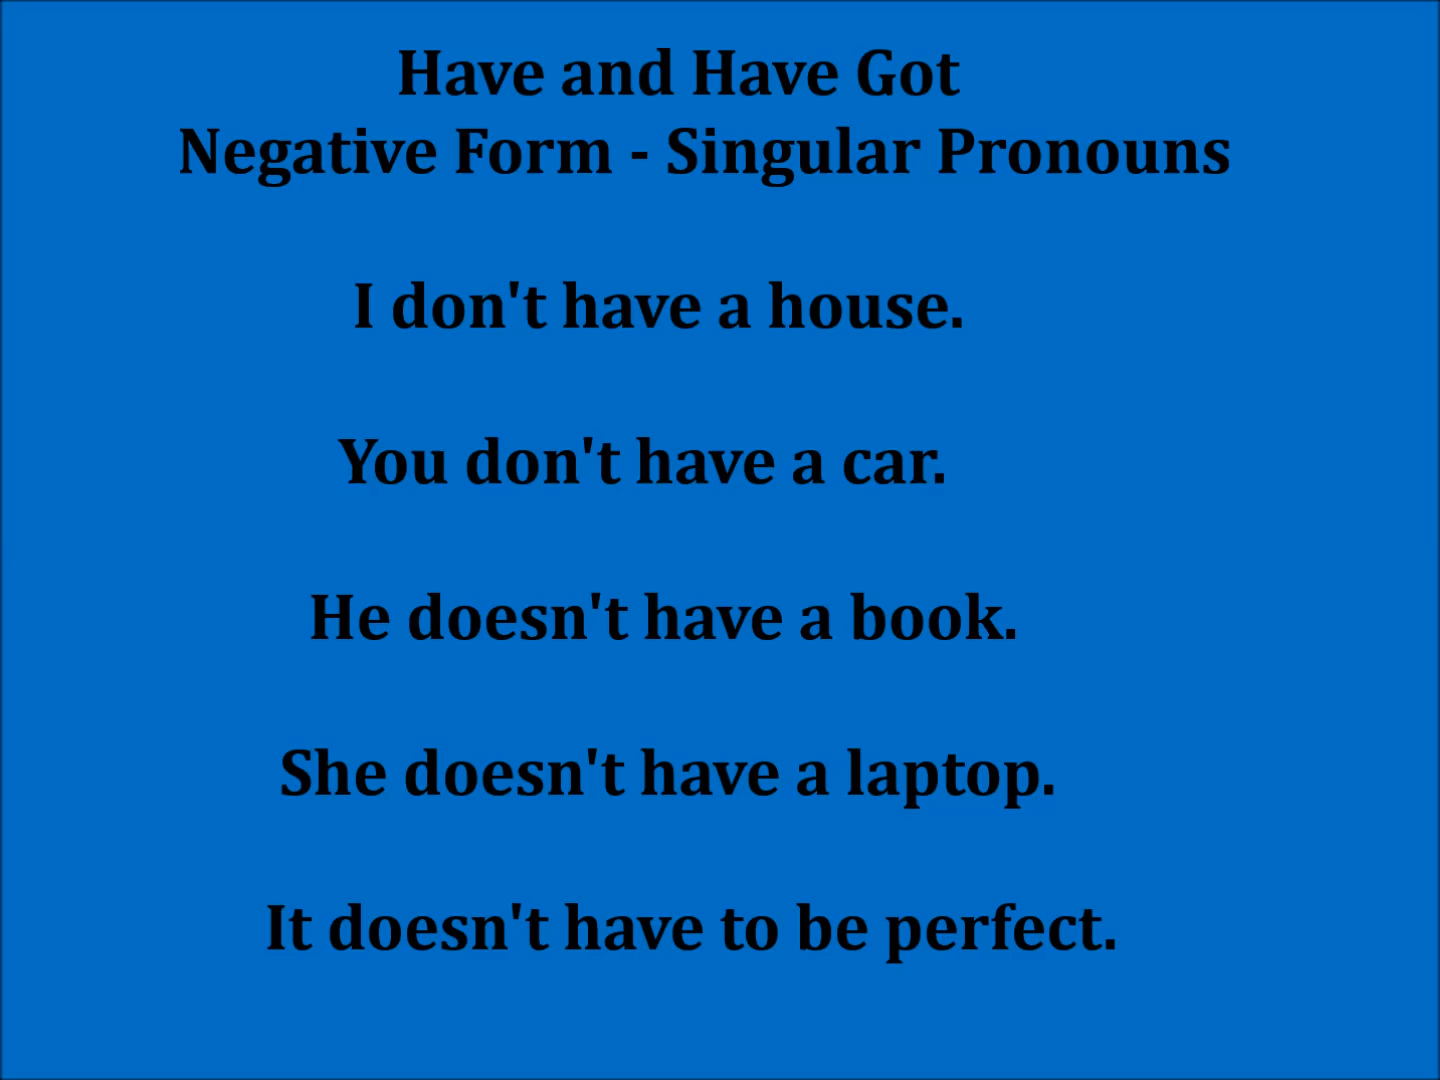 Have and Have Got
Negative Form - Singular Pronouns
I don't have a house.
You don't have a car.
He doesn't have a book.
She doesn't have a laptop.
It doesn't have to be perfect.